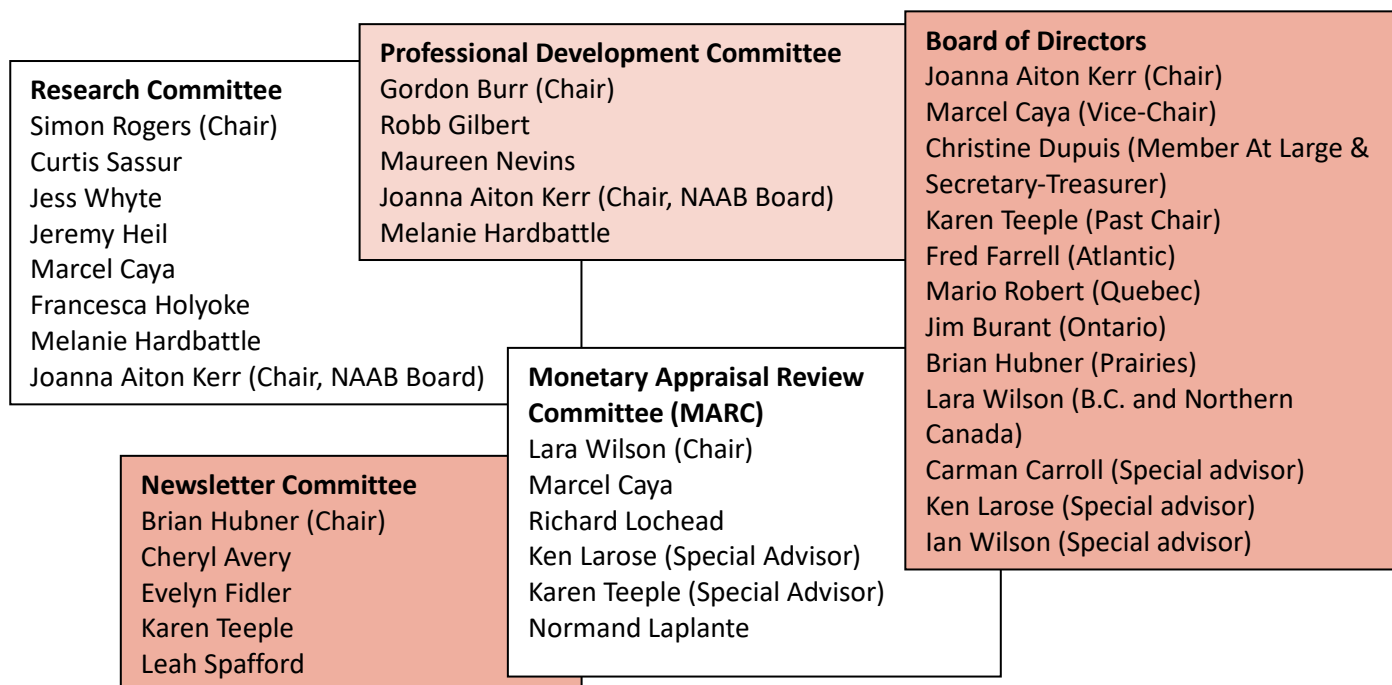 Research Committee
Simon Rogers (Chair)
Curtis Sassur
Jess Whyte
Jeremy Heil
Marcel Caya
Francesca Holyoke
Melanie Hardbattle
Joanna Aiton Kerr (Chair, NAAB Board)
Professional Development Committee
Gordon Burr (Chair)
Robb Gilbert
Maureen Nevins
Joanna Aiton Kerr (Chair, NAAB Board)
Melanie Hardbattle
Board of Directors
Joanna Aiton Kerr (Chair)
Marcel Caya (Vice-Chair)
Christine Dupuis (Member At Large &
Secretary-Treasurer)
Karen Teeple (Past Chair)
Fred Farrell (Atlantic)
Mario Robert (Quebec)
Jim Burant (Ontario)
Brian Hubner (Prairies)
Lara Wilson (B.C. and Northern
Canada)
Carman Carroll (Special advisor)
Ken Larose (Special advisor)
Ian Wilson (Special advisor)
Newsletter Committee
Brian Hubner (Chair)
Cheryl Avery
Evelyn Fidler
Karen Teeple
Leah Spafford
Monetary Appraisal Review
Committee (MARC)
Lara Wilson (Chair)
Marcel Caya
Richard Lochead
Ken Larose (Special Advisor)
Karen Teeple (Special Advisor)
Normand Laplante